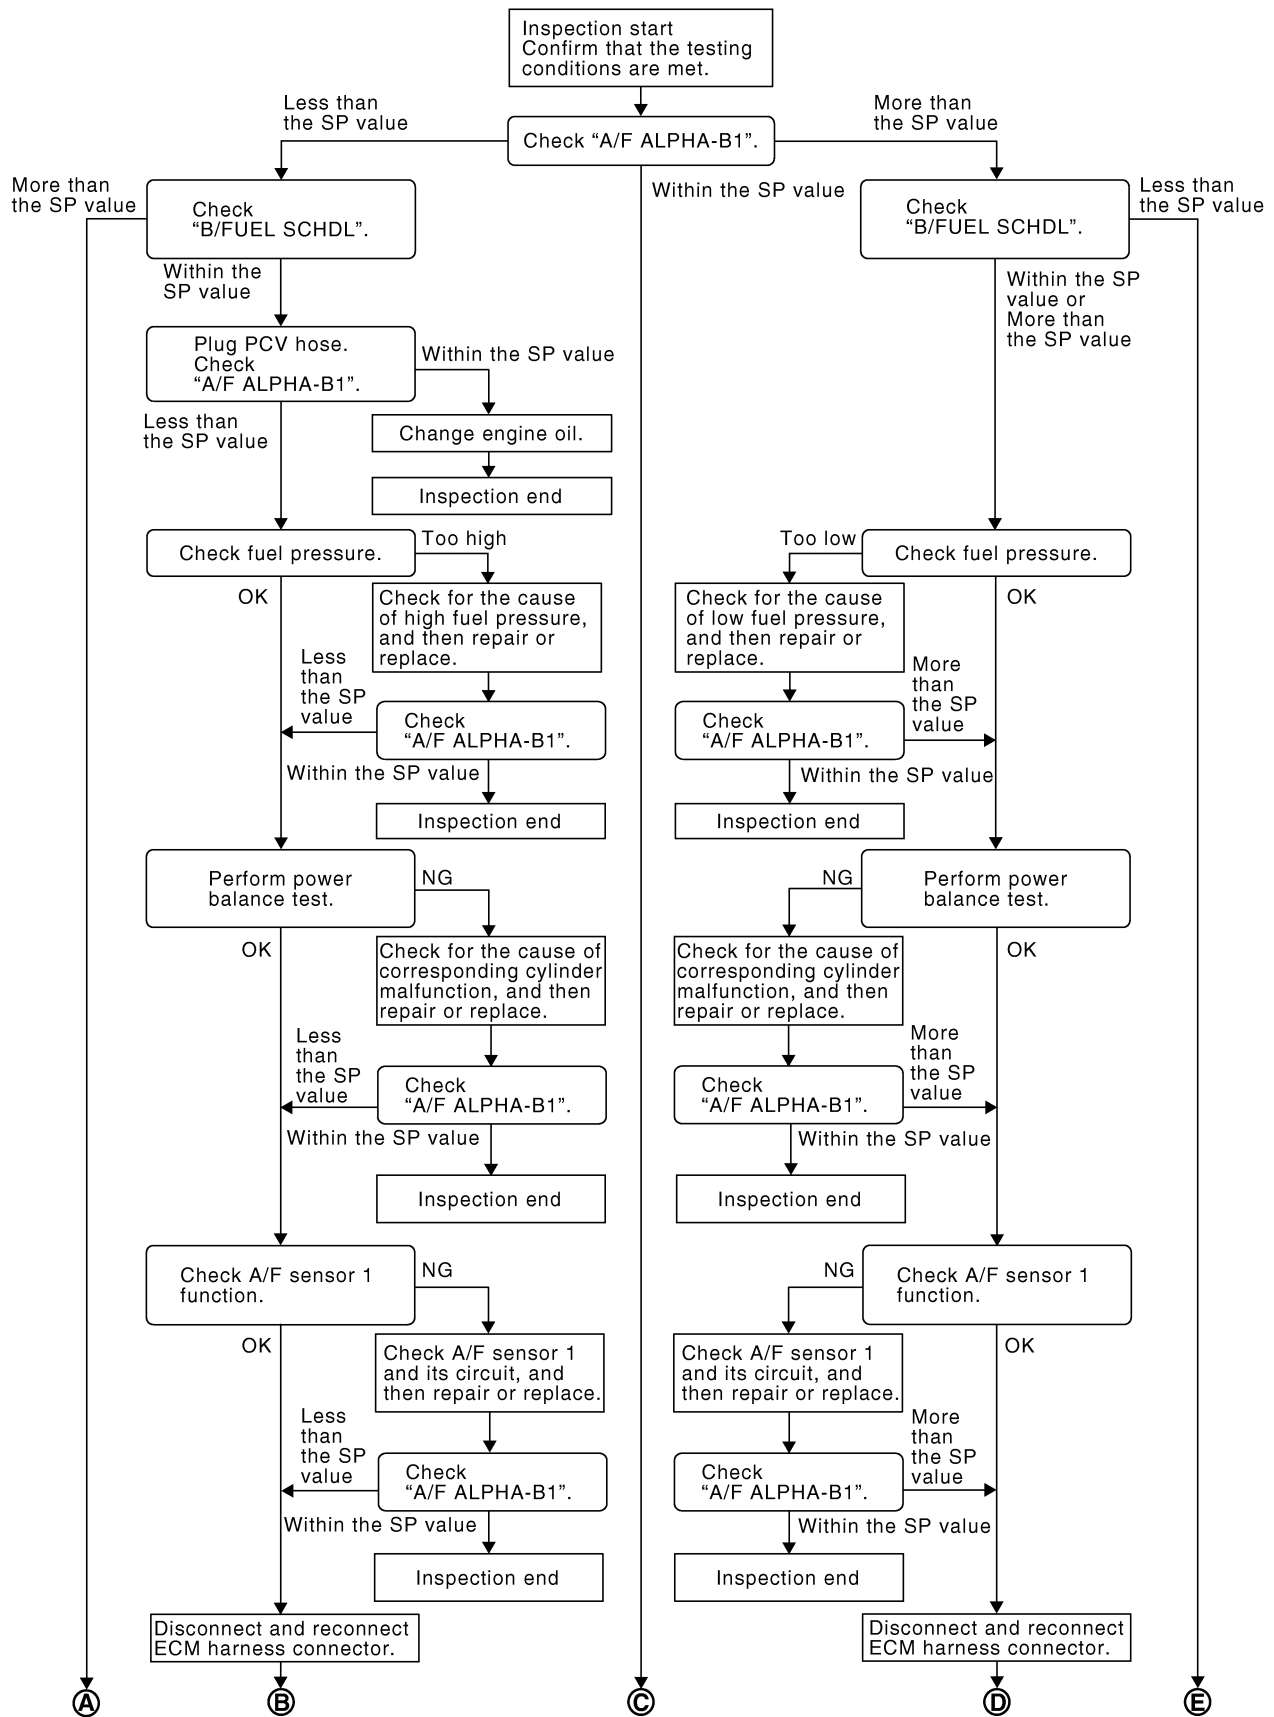 Inspection start
Confirm that the testing
conditions are met.
Less than
the SP value
More than
the SP value
Check “A/F ALPHA-B1”.
More than
the SP value
Within the SP value
Less than
the SP value
Check
“B/FUEL SCHDL”.
Check
“B/FUEL SCHDL”.
Within the
SP value
Within the SP
value or
More than
the SP value
Plug PCV hose.
Check
“A/F ALPHA-B1”.
Within the SP value
Less than
the SP value
Change engine oil.
Inspection end
Check fuel pressure.
Too high
Too low
Check fuel pressure.
OK
Check for the cause
of high fuel pressure,
and then repair or
replace.
Check for the cause
of low fuel pressure,
and then repair or
replace.
OK
Less
than
the SP
value
Check
“A/F ALPHA-B1”.
Check
“A/F ALPHA-B1”.
More
than
the SP
value
Within the SP value
Within the SP value
Inspection end
Inspection end
Perform power
balance test.
NG
NG
Perform power
balance test.
OK
Check for the cause of
corresponding cylinder
malfunction, and then
repair or replace.
Check for the cause of
corresponding cylinder
malfunction, and then
repair or replace.
OK
Less
than
the SP
value
Check
“A/F ALPHA-B1”.
Check
“A/F ALPHA-B1”.
More
than
the SP
value
Within the SP value
Within the SP value
Inspection end
Inspection end
Check A/F sensor 1
function.
NG
NG
Check A/F sensor 1
function.
OK
Check A/F sensor 1
and its circuit, and
then repair or replace.
Check A/F sensor 1
and its circuit, and
then repair or replace.
OK
Less
than
the SP
value
Check
“A/F ALPHA-B1”.
Check
“A/F ALPHA-B1”.
More
than
the SP
value
Within the SP value
Within the SP value
Inspection end
Inspection end
Disconnect and reconnect
ECM harness connector.
Disconnect and reconnect
ECM harness connector.
A
B
C
D
E